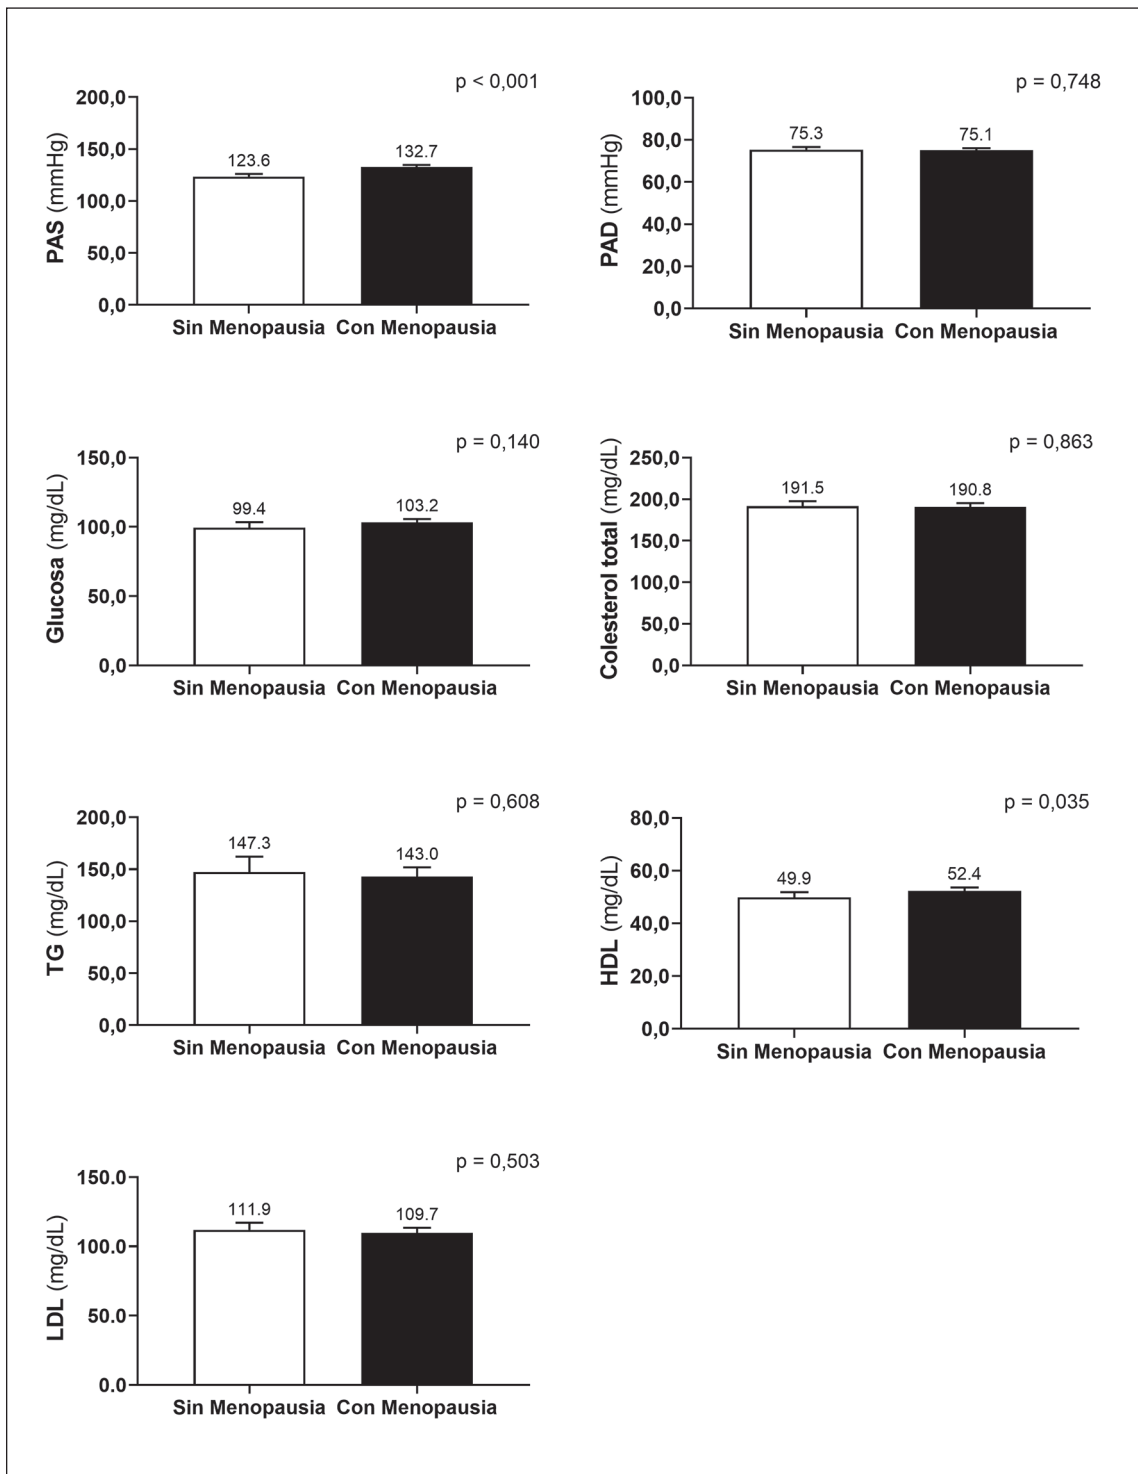 p < 0,001
PAS (mmHg)
200,0
150,0
100,0
50,0
0,0
123.6
132.7
Sin Menopausia Con Menopausia
p = 0,748
PAD (mmHg)
100,0
80,0
60,0
40,0
20,0
0,0
75.3
75.1
Sin Menopausia Con Menopausia
p = 0,140
Glucosa (mg/dL)
150,0
100,0
50,0
0,0
99.4
103.2
Sin Menopausia Con Menopausia
p = 0,863
Colesterol total (mg/dL)
250,0
200,0
150,0
100,0
50,0
0,0
191.5
190.8
Sin Menopausia Con Menopausia
p = 0,608
TG (mg/dL)
200,0
150,0
100,0
50,0
0,0
147.3
143.0
Sin Menopausia Con Menopausia
p = 0,035
HDL (mg/dL)
80,0
60,0
40,0
20,0
0,0
49.9
52.4
Sin Menopausia Con Menopausia
p = 0,503
LDL (mg/dL)
150.0
100.0
50.0
0.0
111.9
109.7
Sin Menopausia Con Menopausia